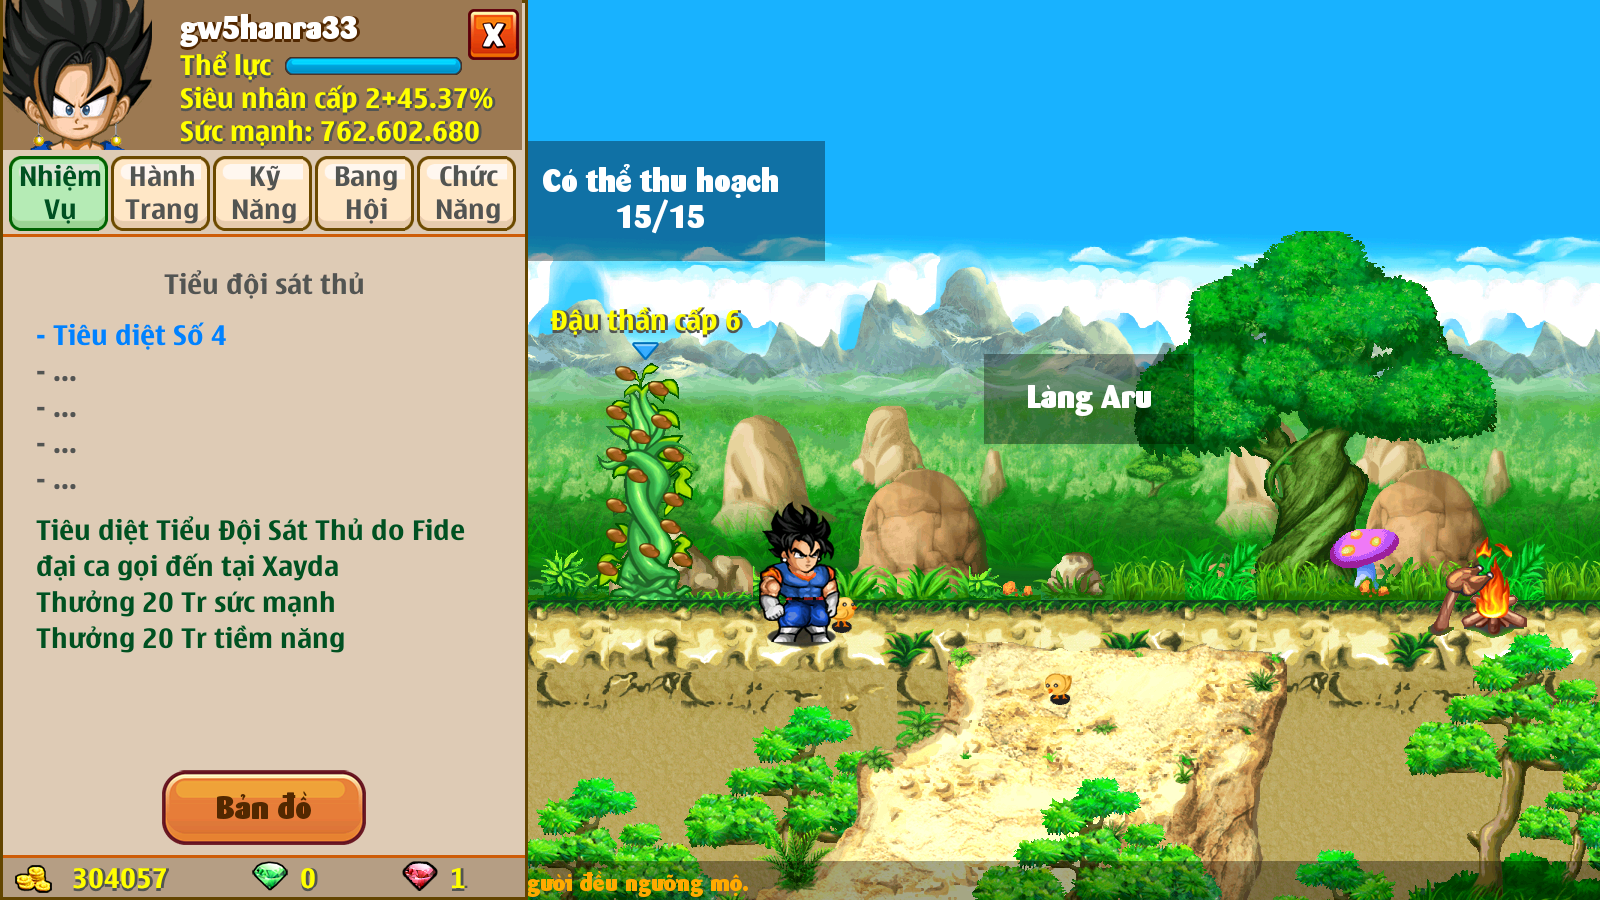 gw5hanra33
X
Thể lực
Siêu nhân cấp 2+45.37%
Sức mạnh: 762.602.680
Nhiệm Vụ
Hành Trang
Kỹ Năng
Bang Hội
Chức Năng
Tiểu đội sát thủ
- Tiêu diệt Số 4
- ...
- ...
- ...
- ...
Tiêu diệt Tiểu Đội Sát Thủ do Fide
đại ca gọi đến tại Xayda
Thưởng 20 Tr sức mạnh
Thưởng 20 Tr tiềm năng
Bản đồ
304057
0
1
Có thể thu hoạch
15/15
Đậu thần cấp 6
Làng Aru
gười đều ngưỡng mộ.